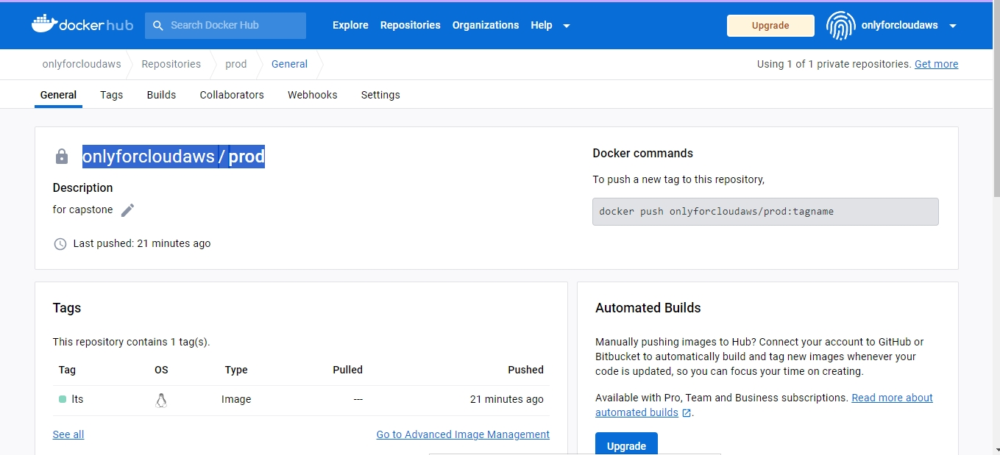 dockerhub Search Docker Hub Explore Repositories Organizations Help Upgrade onlyforcloudaws
onlyforcloudaws Repositories prod General Using 1 of 1 private repositories. Get more
General Tags Builds Collaborators Webhooks Settings
onlyforcloudaws / prod
Description
for capstone
Last pushed: 21 minutes ago
Docker commands
To push a new tag to this repository,
docker push onlyforcloudaws/prod:tagname
Tags
This repository contains 1 tag(s).
Tag OS Type Pulled Pushed
lts Image --- 21 minutes ago
See all Go to Advanced Image Management
Automated Builds
Manually pushing images to Hub? Connect your account to GitHub or
Bitbucket to automatically build and tag new images whenever your
code is updated, so you can focus your time on creating.
Available with Pro, Team and Business subscriptions. Read more about
automated builds .
Upgrade